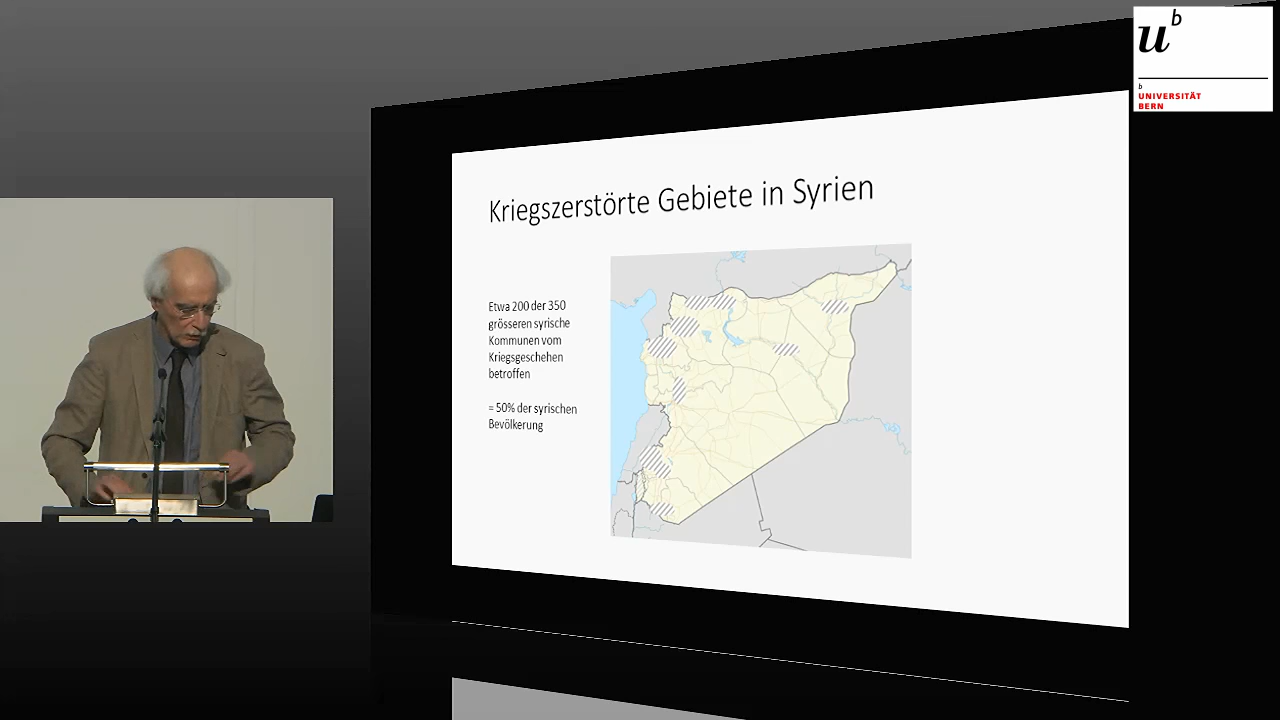 u^b
b
UNIVERSITÄT
BERN
Kriegszerstörte Gebiete in Syrien
Etwa 200 der 350
grösseren syrische
Kommunen vom
Kriegsgeschehen
betroffen
= 50% der syrischen
Bevölkerung